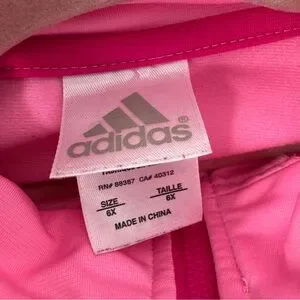 adidas
RN# 88387 CA# 40312
SIZE TAILLE
6X 6X
MADE IN CHINA